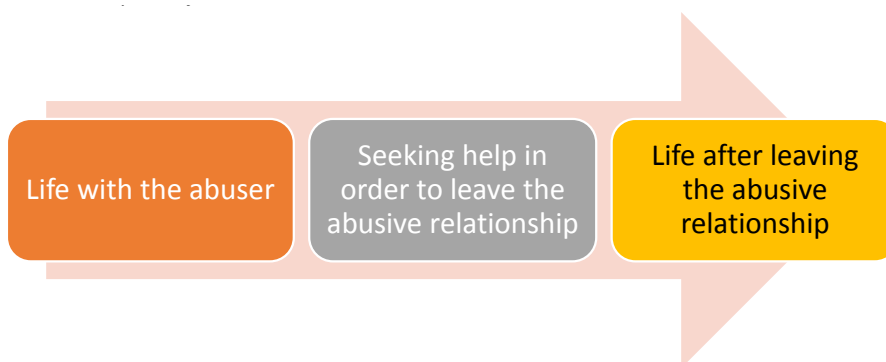 Life with the abuser
Seeking help in
order to leave the
abusive relationship
Life after leaving
the abusive
relationship